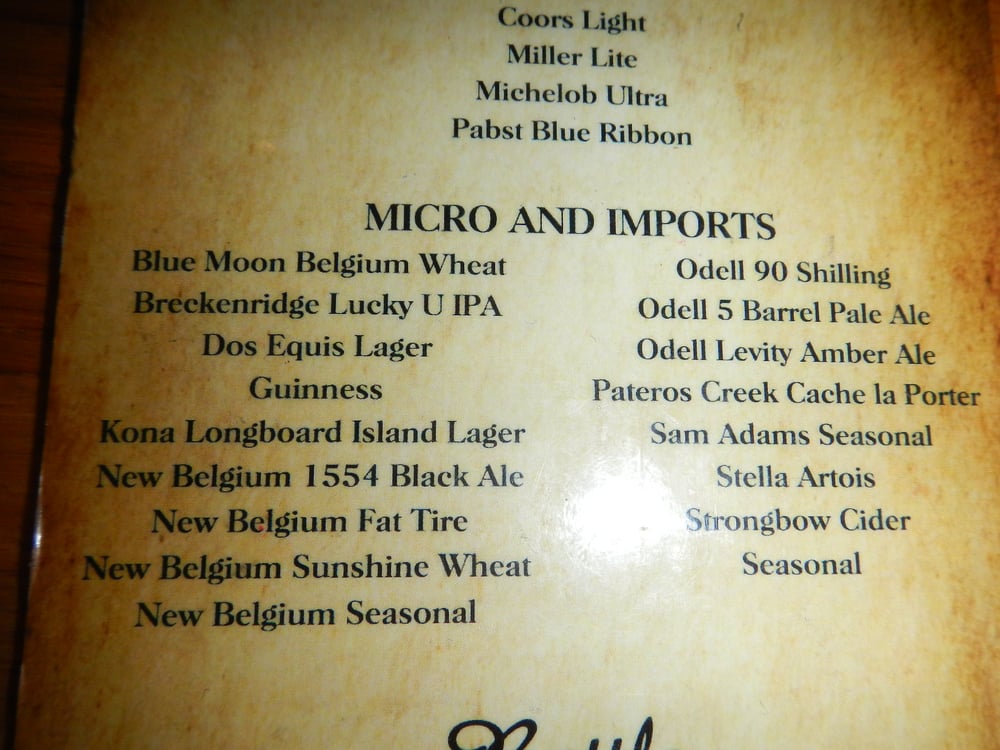 Coors Light
Miller Lite
Michelob Ultra
Pabst Blue Ribbon
MICRO AND IMPORTS
Blue Moon Belgium Wheat
Breckenridge Lucky U IPA
Dos Equis Lager
Guinness
Kona Longboard Island Lager
New Belgium 1554 Black Ale
New Belgium Fat Tire
New Belgium Sunshine Wheat
New Belgium Seasonal
Odell 90 Shilling
Odell 5 Barrel Pale Ale
Odell Levity Amber Ale
Pateros Creek Cache la Porter
Sam Adams Seasonal
Stella Artois
Strongbow Cider
Seasonal